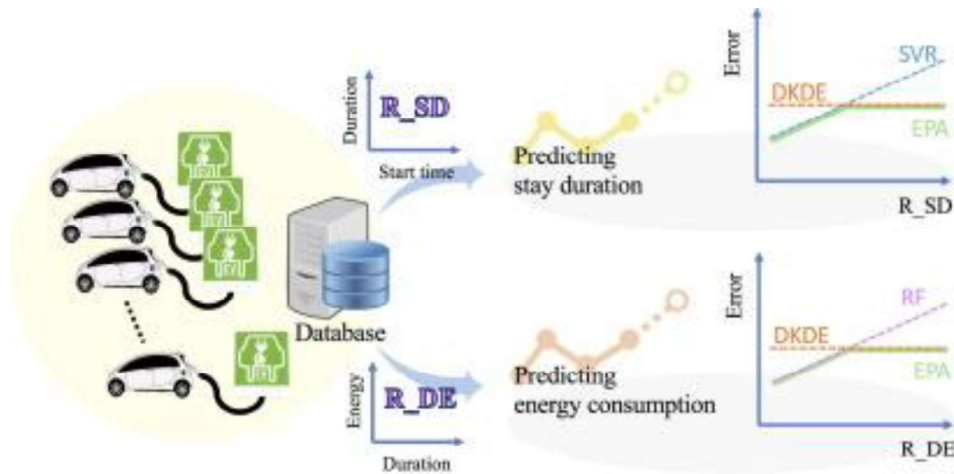 Error
SVR
DKDE
EPA
R_SD
Duration
R_SD
Start time
Predicting
stay duration
EV
Database
Energy
R_DE
Duration
Predicting
energy consumption
Error
RF
DKDE
EPA
R_DE